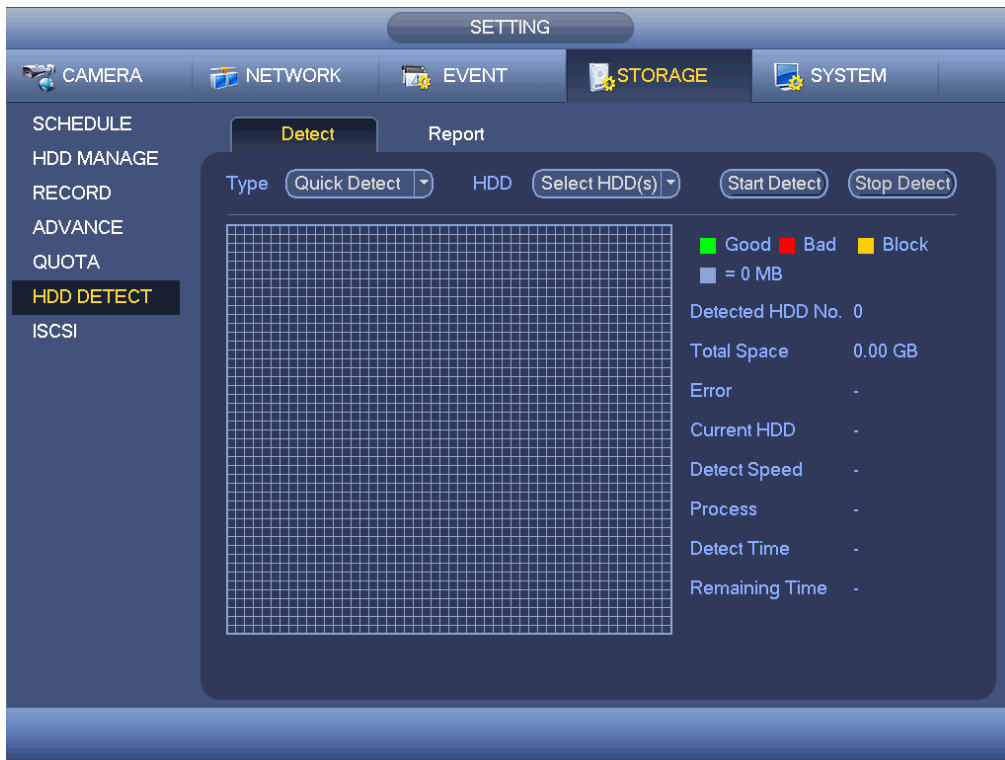 SETTING
CAMERA NETWORK EVENT STORAGE SYSTEM
SCHEDULE
HDD MANAGE
RECORD
ADVANCE
QUOTA
HDD DETECT
ISCSI
Detect Report
Type Quick Detect HDD Select HDD(s) Start Detect Stop Detect
Good Bad Block
= 0 MB
Detected HDD No. 0
Total Space 0.00 GB
Error -
Current HDD -
Detect Speed -
Process -
Detect Time -
Remaining Time -